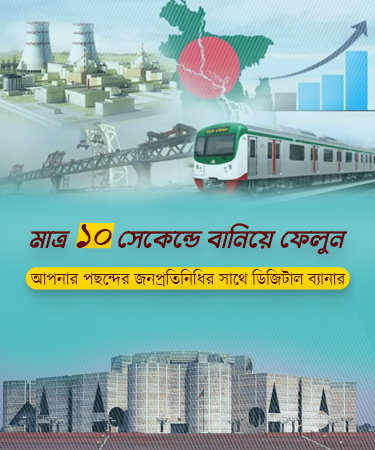 মাত্র ১০ সেকেন্ডে বানিয়ে ফেলুন
আপনার পছন্দের জনপ্রতিনিধির সাথে ডিজিটাল ব্যানার